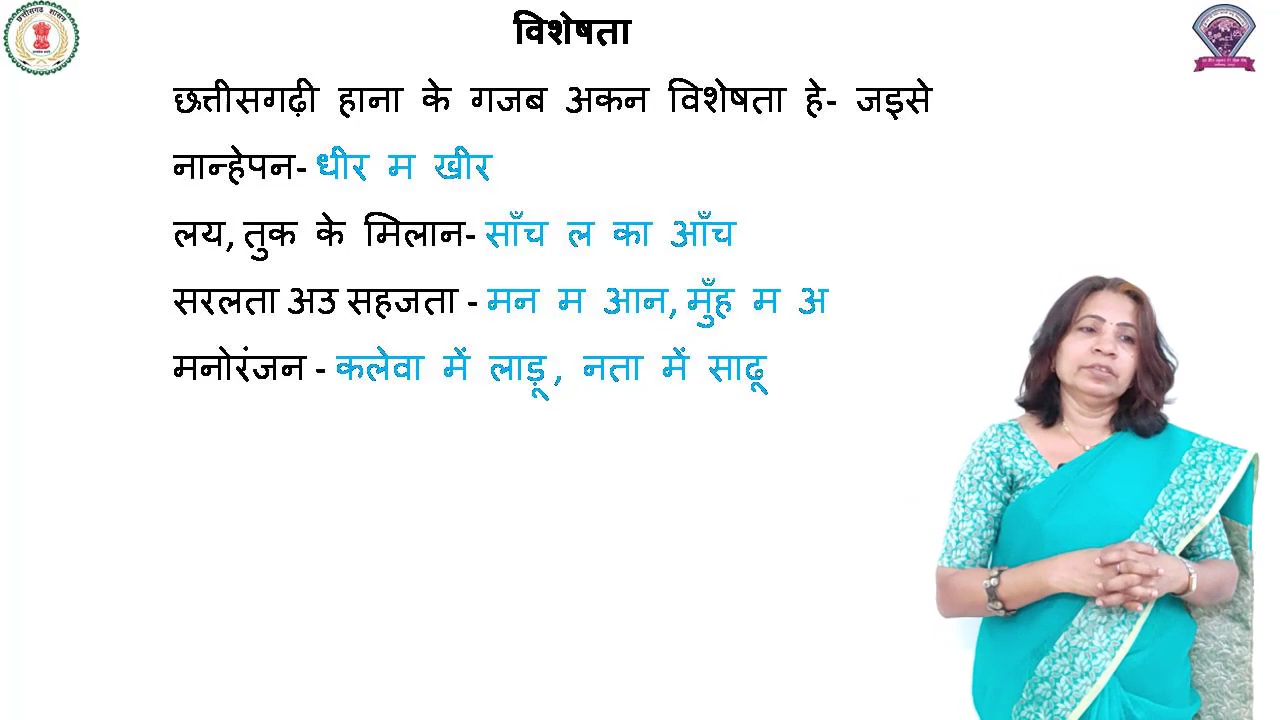 विशेषता
छत्तीसगढ़ी हाना के गजब अकन विशेषता हे- जइसे
नान्हेपन- धीर म खीर
लय, तुक के मिलान- साँच ल का आँच
सरलता अउ सहजता - मन म आन, मुँह म अ
मनोरंजन - कलेवा में लाड़ू , नता में साढू